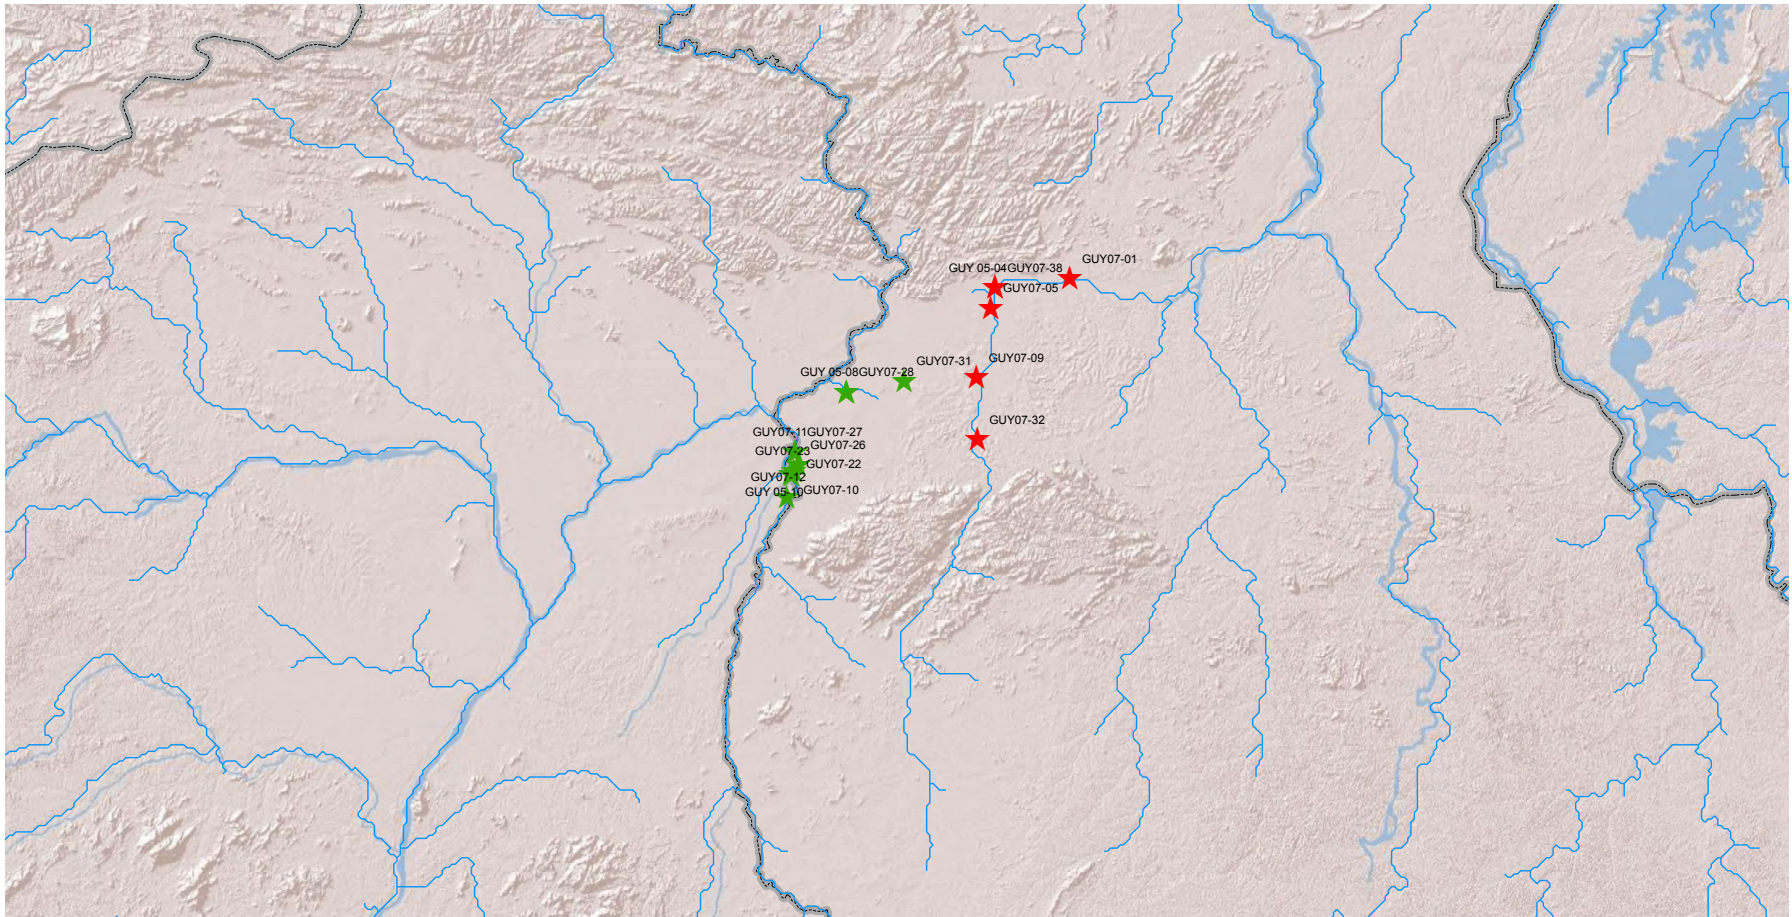 GUY07-01
GUY 05-04GUY07-38
GUY07-05
GUY07-09
GUY07-31
GUY 05-08GUY07-28
GUY07-32
GUY07-11GUY07-27
GUY07-26
GUY07-23
GUY07-22
GUY07-12
GUY 05-10GUY07-10